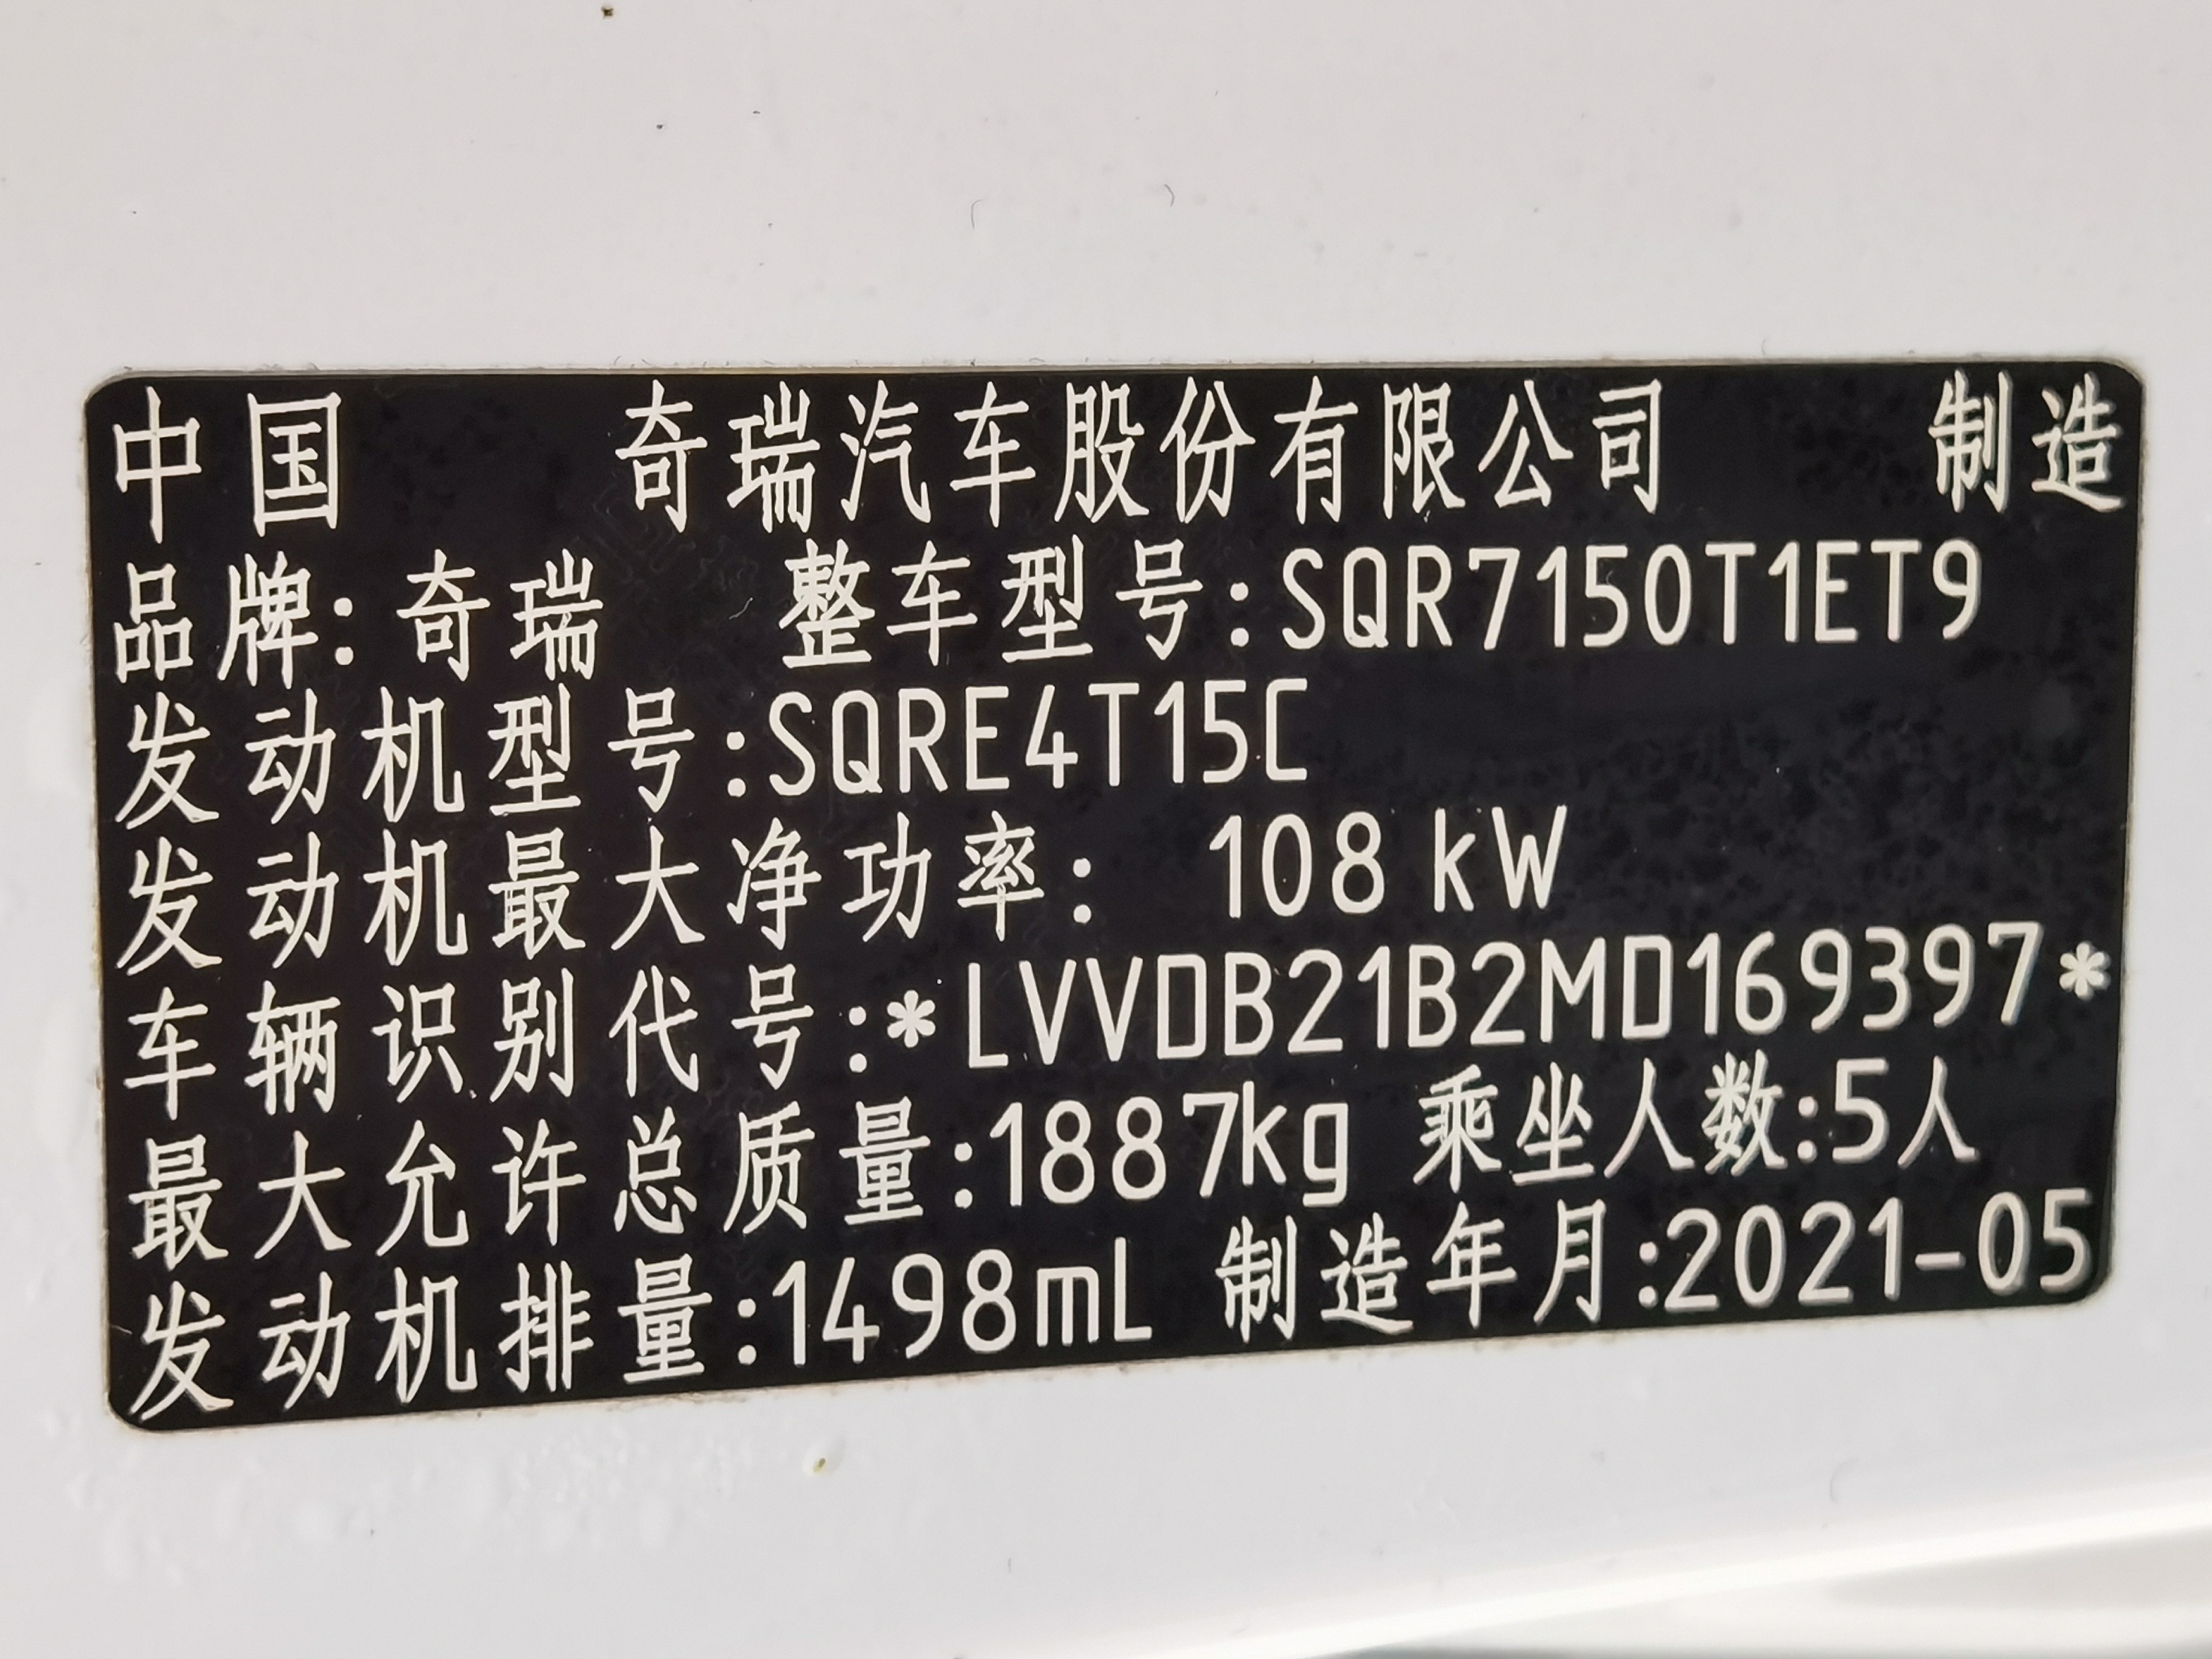 中国 奇瑞汽车股份有限公司 制造
品牌:奇瑞 整车型号:SQR7150T1ET9
发动机型号:SQRE4T15C
发动机最大净功率: 108 kW
车辆识别代号:*LVVDB21B2MD169397*
最大允许总质量:1887kg 乘坐人数:5人
发动机排量:1498mL 制造年月:2021-05